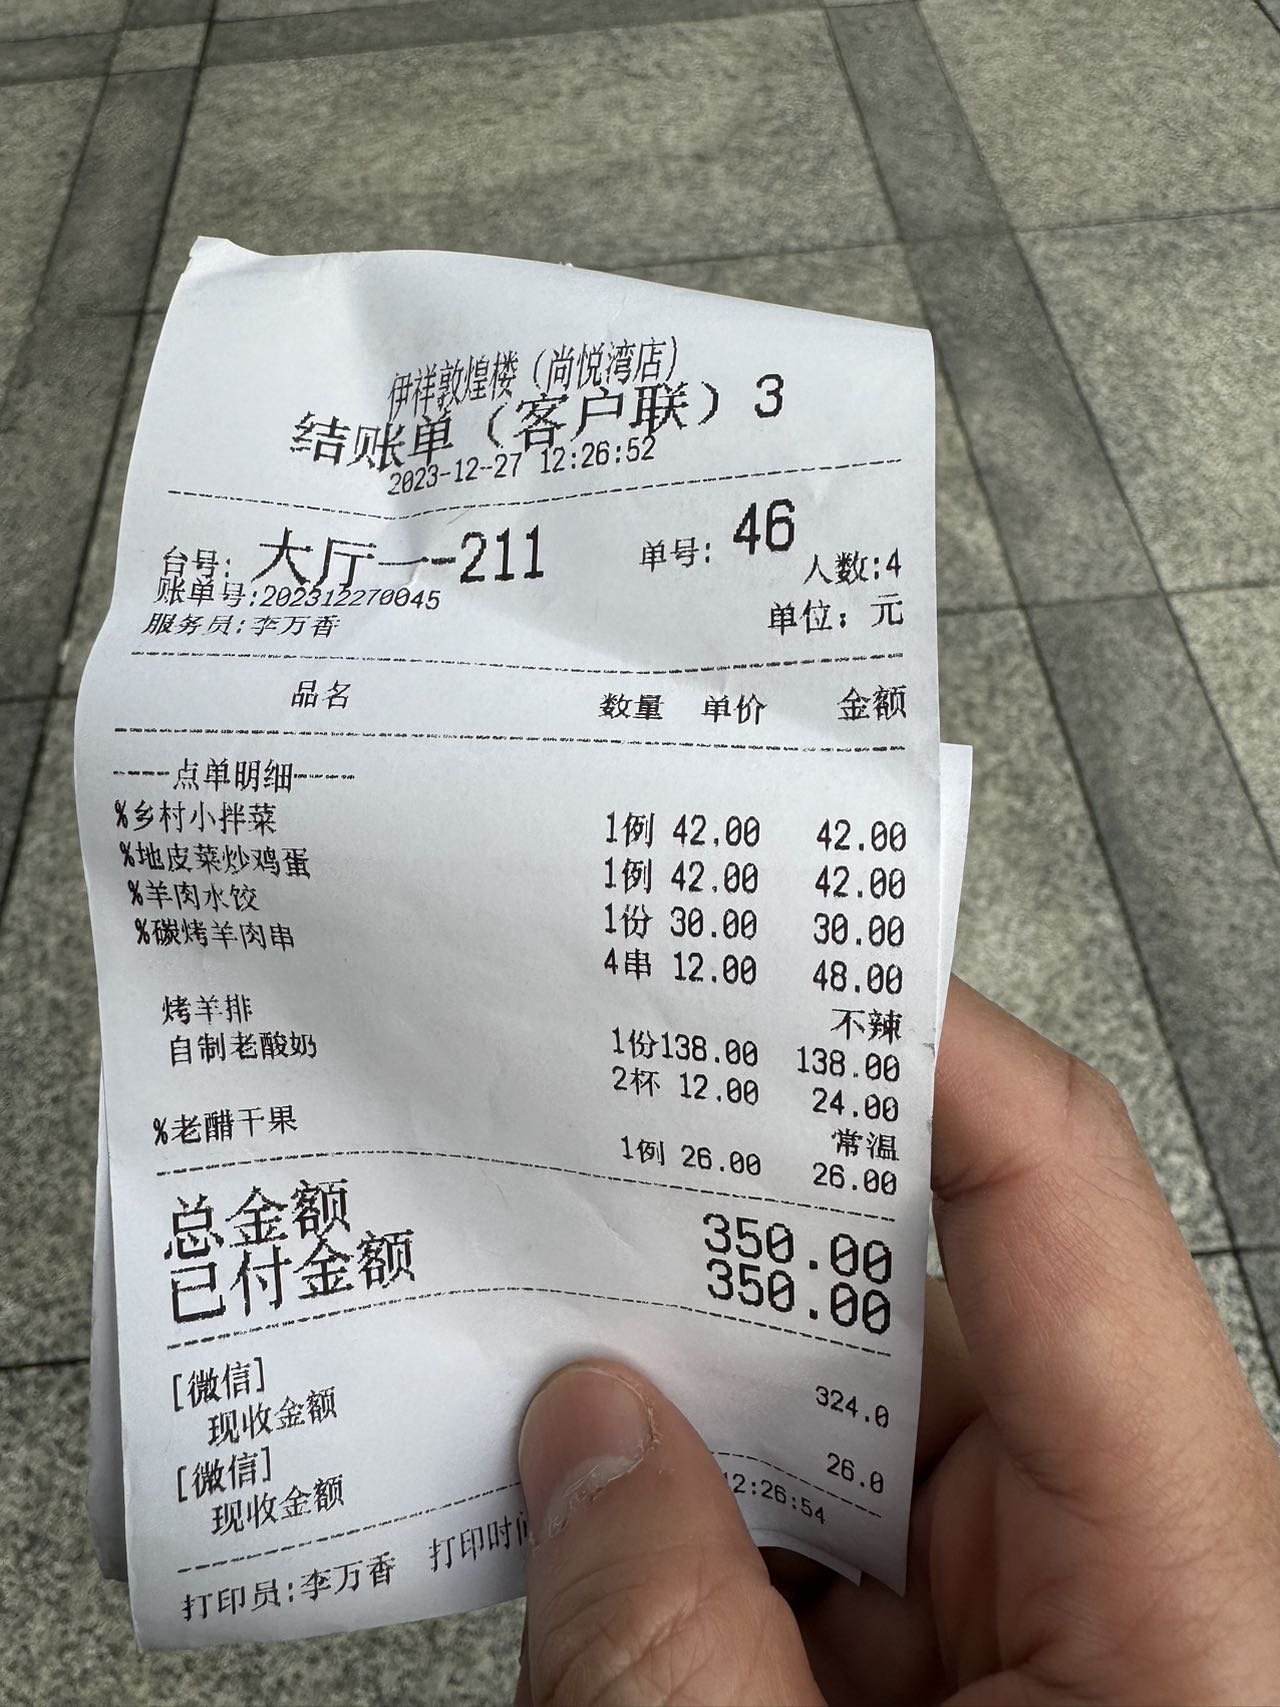 伊祥敦煌楼（尚悦湾店）
结账单（客户联）3
2023-12-27 12:26:52
台号: 大厅一-211 单号: 46 人数:4
账单号:202312270045
服务员:李万香 单位: 元
品名 数量 单价 金额
----点单明细----
%乡村小拌菜 1例 42.00 42.00
%地皮菜炒鸡蛋 1例 42.00 42.00
%羊肉水饺 1份 30.00 30.00
%碳烤羊肉串 4串 12.00 48.00
不辣
烤羊排 1份138.00 138.00
自制老酸奶 2杯 12.00 24.00
常温
%老醋干果 1例 26.00 26.00
总金额 350.00
已付金额 350.00
[微信]
现收金额 324.0
[微信]
现收金额 26.0
打印员:李万香 打印时间 12:26:54